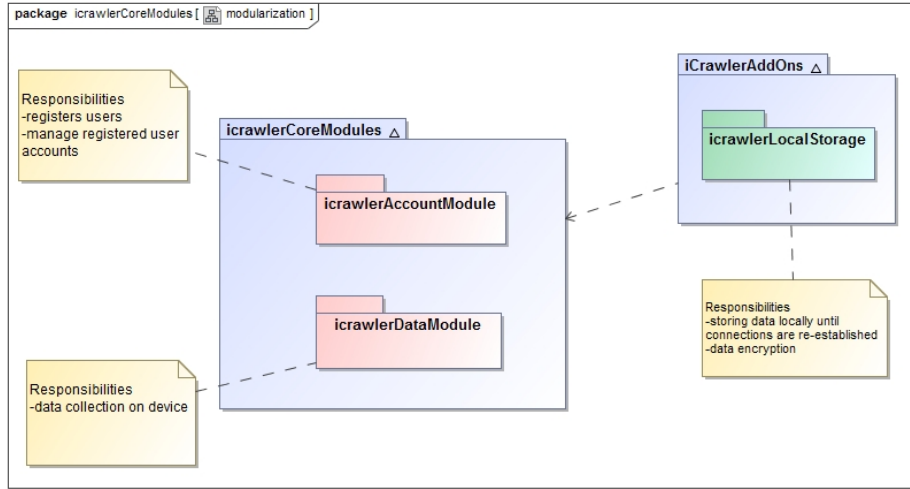 package icrawlerCoreModules [ modularization ]
Responsibilities
-registers users
-manage registered user
accounts
icrawlerCoreModules
icrawlerAccountModule
icrawlerDataModule
Responsibilities
-data collection on device
iCrawlerAddOns
icrawlerLocalStorage
Responsibilities
-storing data locally until
connections are re-established
-data encryption